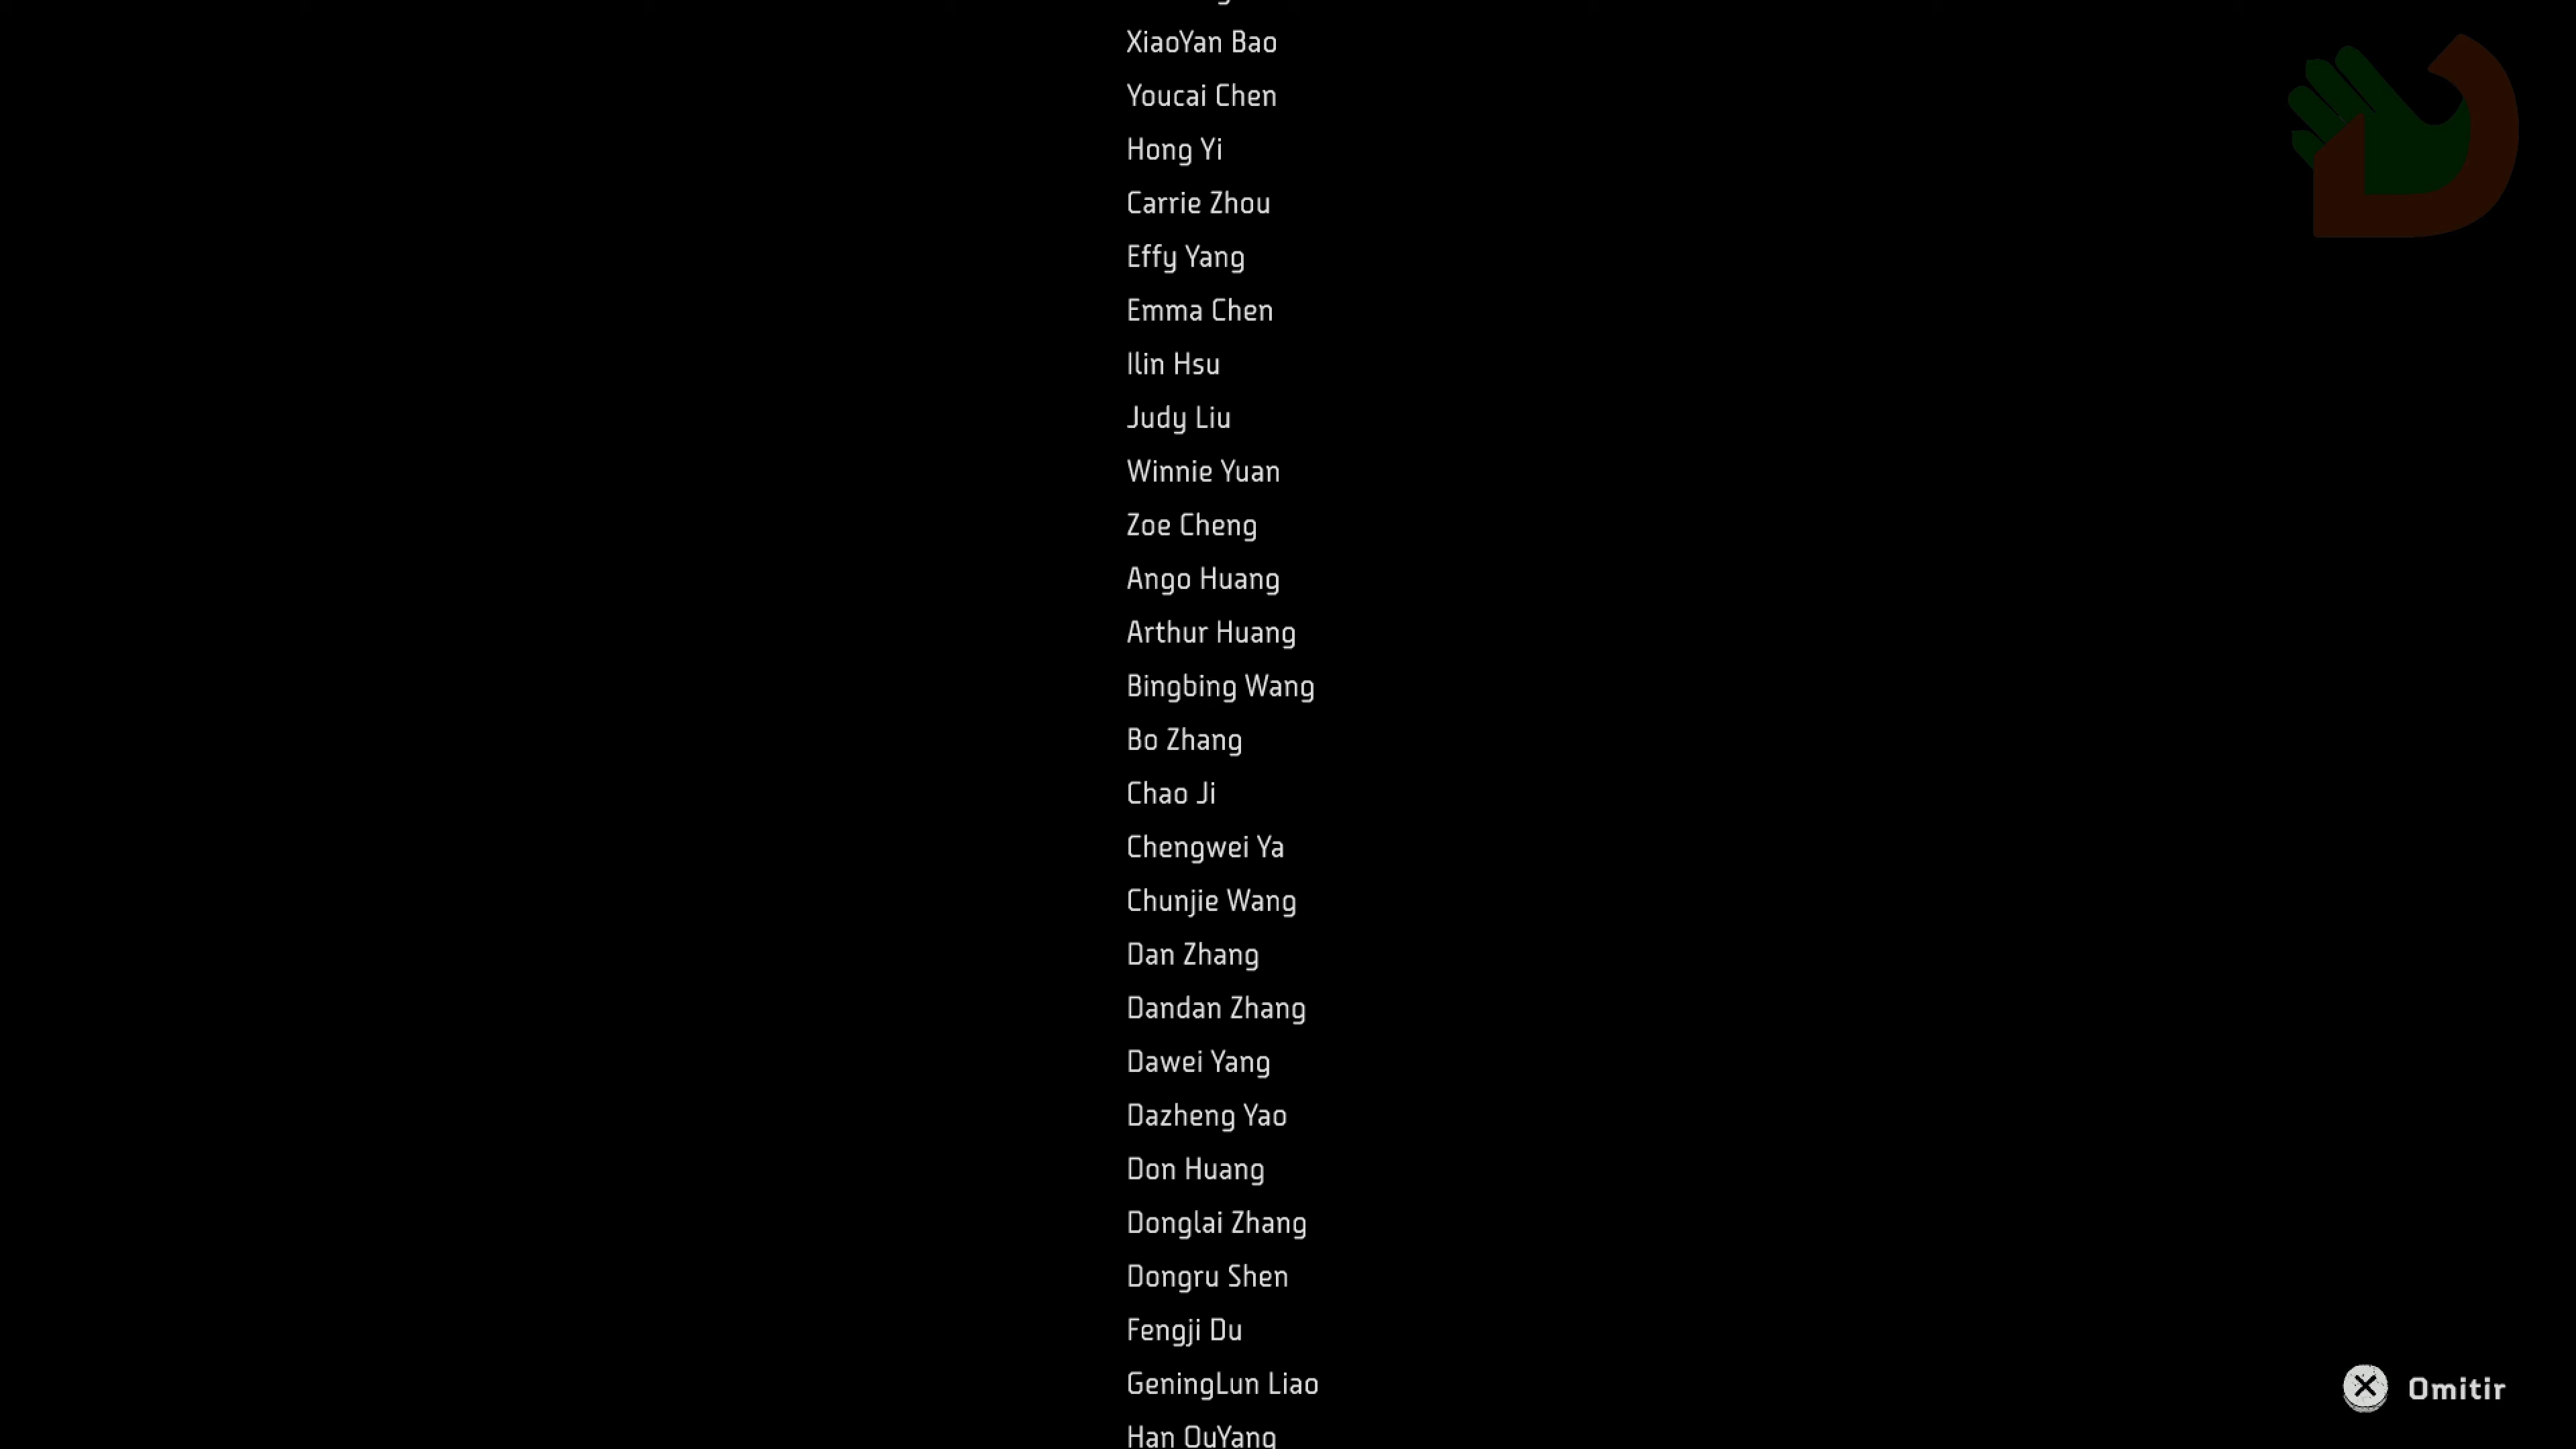 XiaoYan Bao
Youcai Chen
Hong Yi
Carrie Zhou
Effy Yang
Emma Chen
Ilin Hsu
Judy Liu
Winnie Yuan
Zoe Cheng
Ango Huang
Arthur Huang
Bingbing Wang
Bo Zhang
Chao Ji
Chengwei Ya
Chunjie Wang
Dan Zhang
Dandan Zhang
Dawei Yang
Dazheng Yao
Don Huang
Donglai Zhang
Dongru Shen
Fengji Du
GeningLun Liao
Han OuYang
Omitir